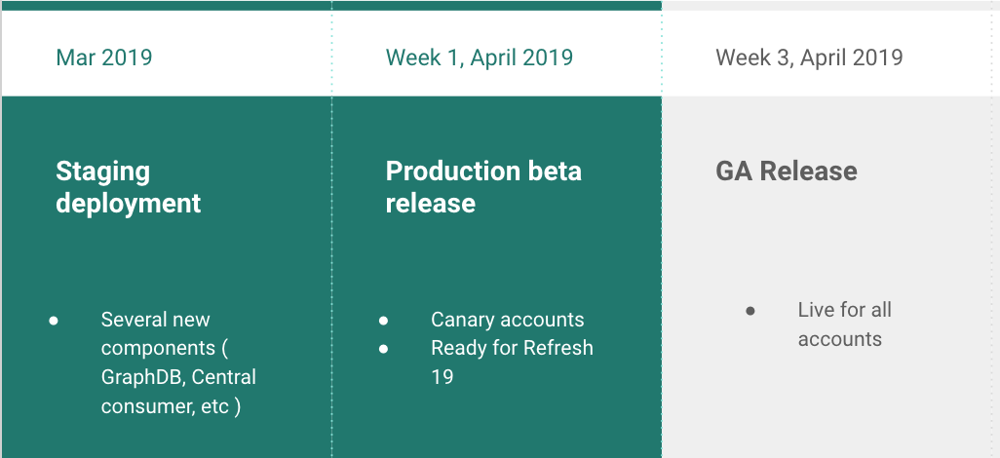 Mar 2019
Week 1, April 2019
Week 3, April 2019
Staging
deployment
Production beta
release
GA Release
● Several new
components (
GraphDB, Central
consumer, etc )
● Canary accounts
● Ready for Refresh
19
● Live for all
accounts